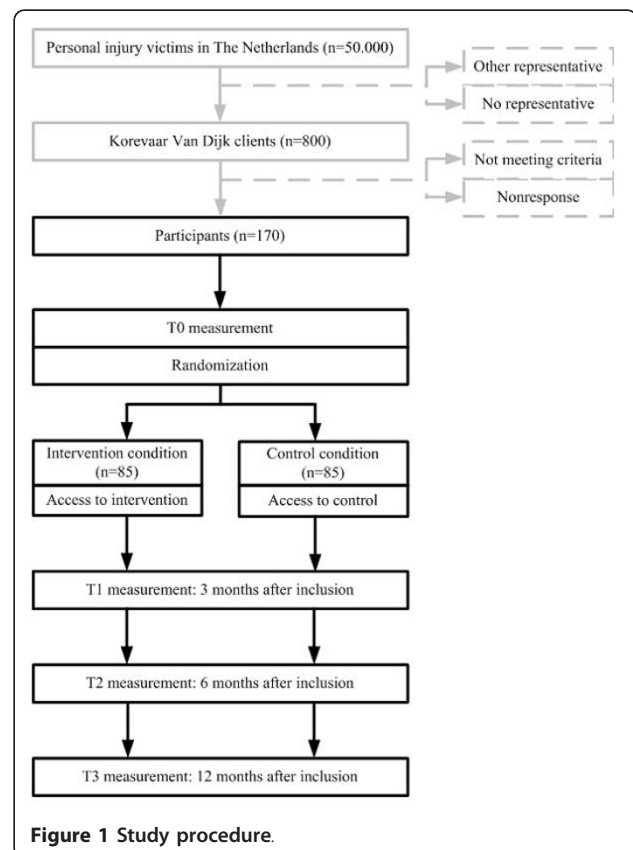 Personal injury victims in The Netherlands (n=50.000)
Other representative
No representative
Korevaar Van Dijk clients (n=800)
Not meeting criteria
Nonresponse
Participants (n=170)
T0 measurement
Randomization
Intervention condition
(n=85)
Access to intervention
Control condition
(n=85)
Access to control
T1 measurement: 3 months after inclusion
T2 measurement: 6 months after inclusion
T3 measurement: 12 months after inclusion
Figure 1 Study procedure.